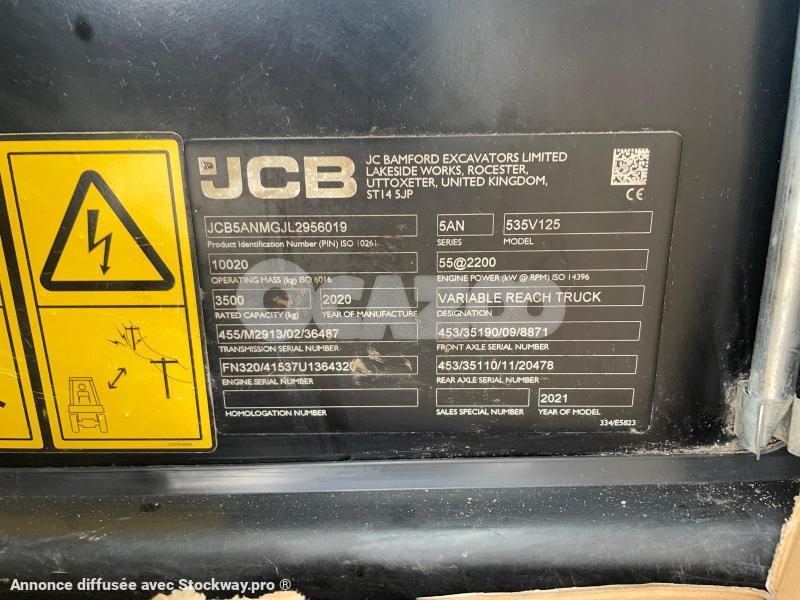 JCB
JC BAMFORD EXCAVATORS LIMITED
LAKESIDE WORKS, ROCESTER,
UTTOXETER, UNITED KINGDOM,
ST14 5JP
CE
JCB5ANMGJL2956019
Product Identification Number (PIN) ISO 10261
5AN
SERIES
535V125
MODEL
10020
OPERATING MASS (kg) ISO 6016
55@2200
ENGINE POWER (kW @ RPM) ISO 14396
3500
RATED CAPACITY (kg)
2020
YEAR OF MANUFACTURE
VARIABLE REACH TRUCK
DESIGNATION
455/M2913/02/36487
TRANSMISSION SERIAL NUMBER
453/35190/09/8871
FRONT AXLE SERIAL NUMBER
FN320/41537U1364320
ENGINE SERIAL NUMBER
453/35110/11/20478
REAR AXLE SERIAL NUMBER
HOMOLOGATION NUMBER
SALES SPECIAL NUMBER
2021
YEAR OF MODEL
334/E5823
OGAZOO
Annonce diffusée avec Stockway.pro ®